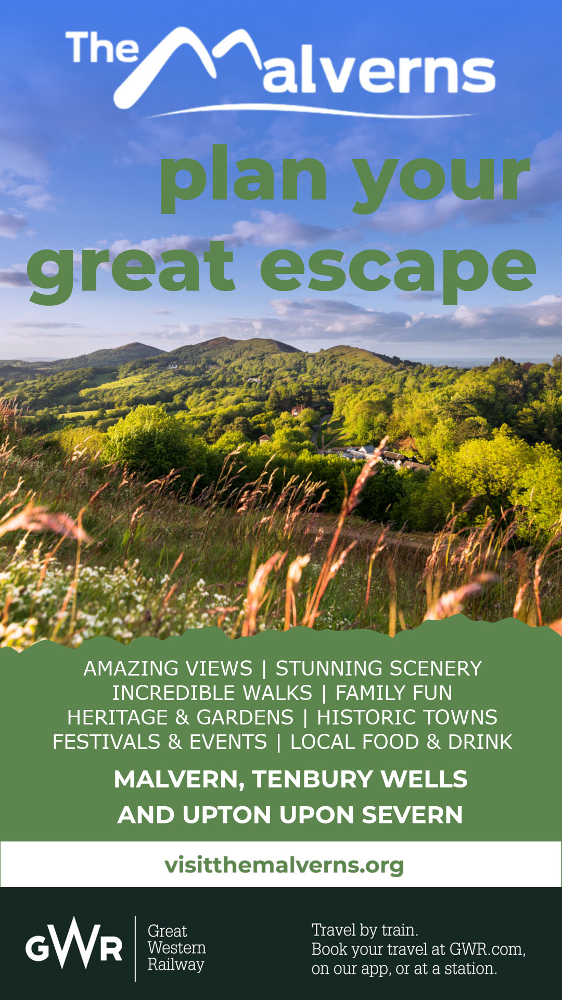 The Malverns
plan your
great escape
AMAZING VIEWS | STUNNING SCENERY
INCREDIBLE WALKS | FAMILY FUN
HERITAGE & GARDENS | HISTORIC TOWNS
FESTIVALS & EVENTS | LOCAL FOOD & DRINK
MALVERN, TENBURY WELLS
AND UPTON UPON SEVERN
visitthemalverns.org
GWR
Great
Western
Railway
Travel by train.
Book your travel at GWR.com,
on our app, or at a station.